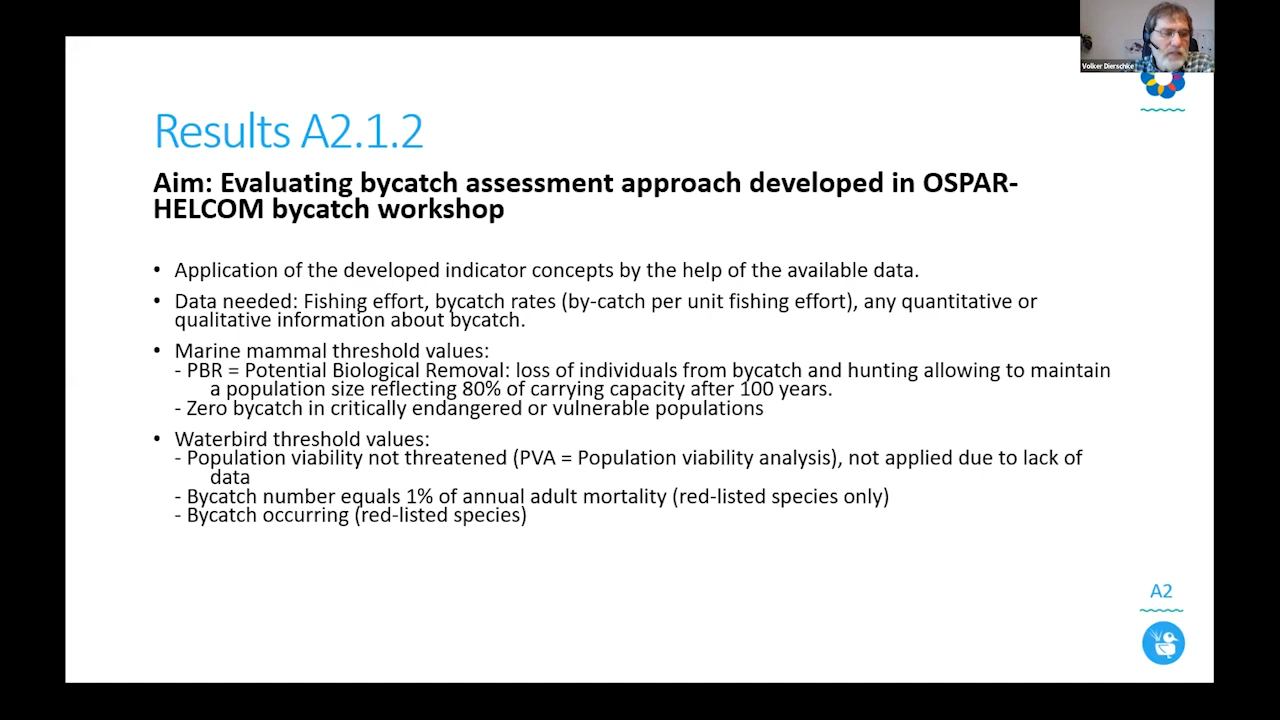 Volker Dierschke
Results A2.1.2
Aim: Evaluating bycatch assessment approach developed in OSPAR-
HELCOM bycatch workshop
• Application of the developed indicator concepts by the help of the available data.
• Data needed: Fishing effort, bycatch rates (by-catch per unit fishing effort), any quantitative or
qualitative information about bycatch.
• Marine mammal threshold values:
- PBR = Potential Biological Removal: loss of individuals from bycatch and hunting allowing to maintain
a population size reflecting 80% of carrying capacity after 100 years.
- Zero bycatch in critically endangered or vulnerable populations
• Waterbird threshold values:
- Population viability not threatened (PVA = Population viability analysis), not applied due to lack of
data
- Bycatch number equals 1% of annual adult mortality (red-listed species only)
- Bycatch occurring (red-listed species)
A2